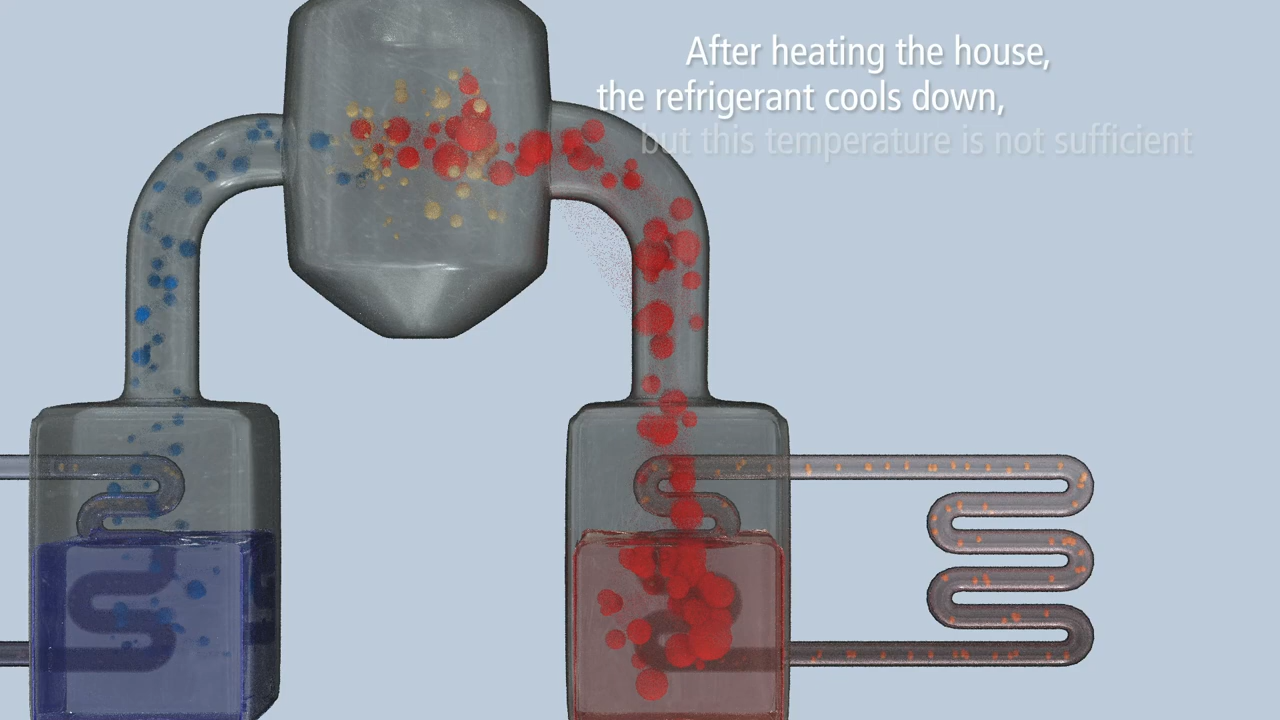 After heating the house,
the refrigerant cools down,
but this temperature is not sufficient